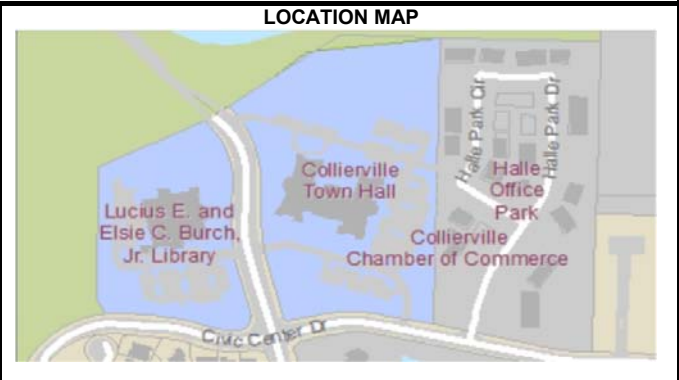 LOCATION MAP
Collierville
Town Hall
Lucius E. and
Elsie C. Burch,
Jr. Library
Halle Park Cir
Halle Park Dr
Halle
Office
Park
Collierville
Chamber of Commerce
Civic Center Dr